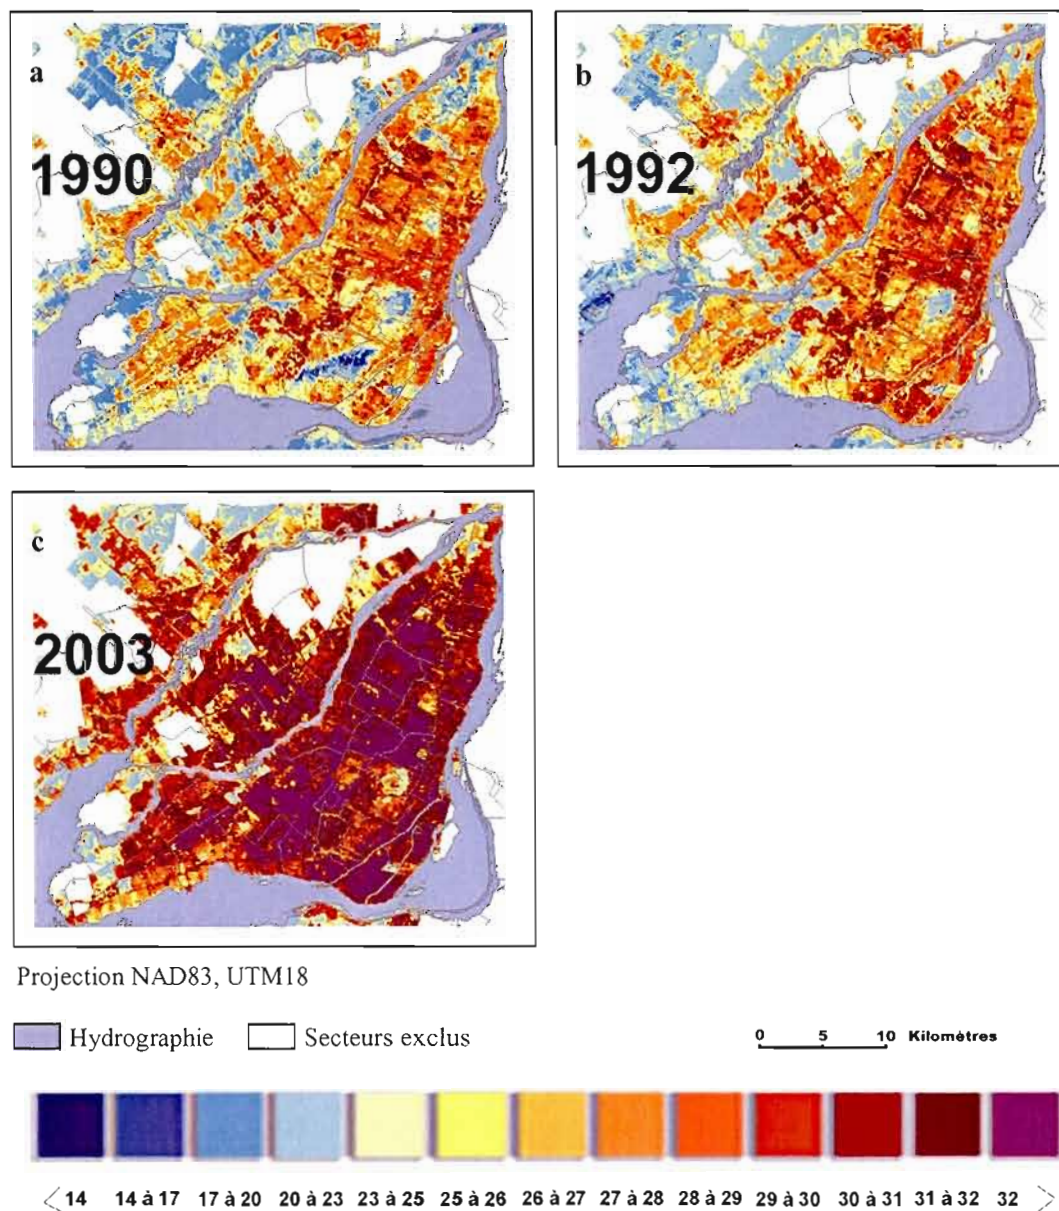 a
1990
b
1992
c
2003
Projection NAD83, UTM18
Hydrographie
Secteurs exclus
0 5 10 Kilomètres
< 14 14 à 17 17 à 20 20 à 23 23 à 25 25 à 26 26 à 27 27 à 28 28 à 29 29 à 30 30 à 31 31 à 32 32 >